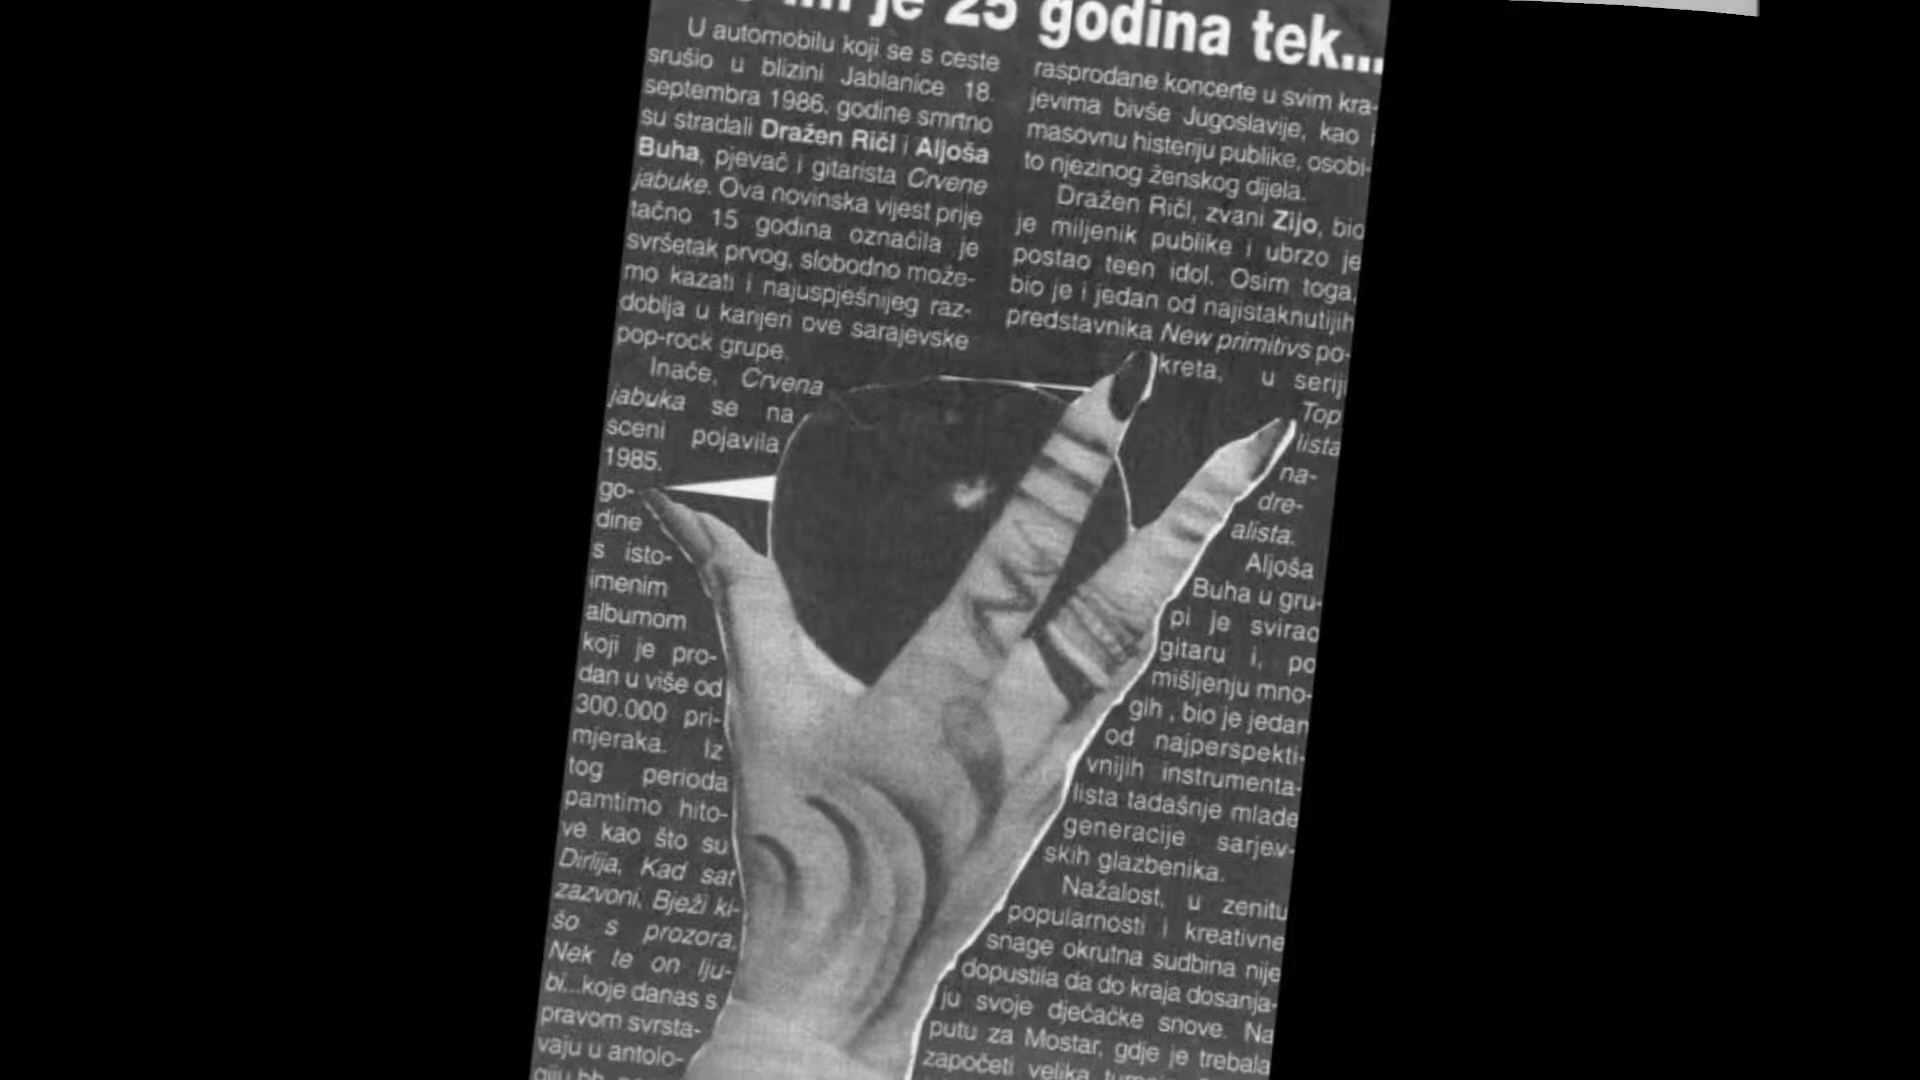 je 25 godina tek...
U automobilu koji se s ceste
srušio u blizini Jablanice 18.
septembra 1986. godine smrtno
su stradali Dražen Ričl i Aljoša
Buha, pjevač i gitarista Crvene
jabuke. Ova novinska vijest prije
tačno 15 godina označila je
svršetak prvog, slobodno može-
mo kazati i najuspješnijeg raz-
doblja u karijeri ove sarajevske
pop-rock grupe.
Inače, Crvena
jabuka se na
sceni pojavila
1985.
go-
dine
s isto-
imenim
albumom
koji je pro-
dan u više od
300.000 pri-
mjeraka. Iz
tog perioda
pamtimo hito-
ve kao što su
Dirlija, Kad sat
zazvoni, Bježi ki-
šo s prozora,
Nek te on lju-
bi...koje danas s
pravom svrsta-
vaju u antolo-
rasprodane koncerte u svim kra-
jevima bivše Jugoslavije, kao i
masovnu histeriju publike, osobi-
to njezinog ženskog dijela.
Dražen Ričl, zvani Zijo, bio
je miljenik publike i ubrzo je
postao teen idol. Osim toga,
bio je i jedan od najistaknutijih
predstavnika New primitivs po-
kreta, u seriji
Top
lista
na-
dre-
alista.
Aljoša
Buha u gru-
pi je svirao
gitaru i, po
mišljenju mno-
gih , bio je jedan
od najperspekti-
vnijih instrumenta-
lista tadašnje mlade
generacije sarjev-
skih glazbenika.
Nažalost, u zenitu
popularnosti i kreativne
snage okrutna sudbina nije
dopustila da do kraja dosanja-
ju svoje dječačke snove. Na
putu za Mostar, gdje je trebala
započeti velika